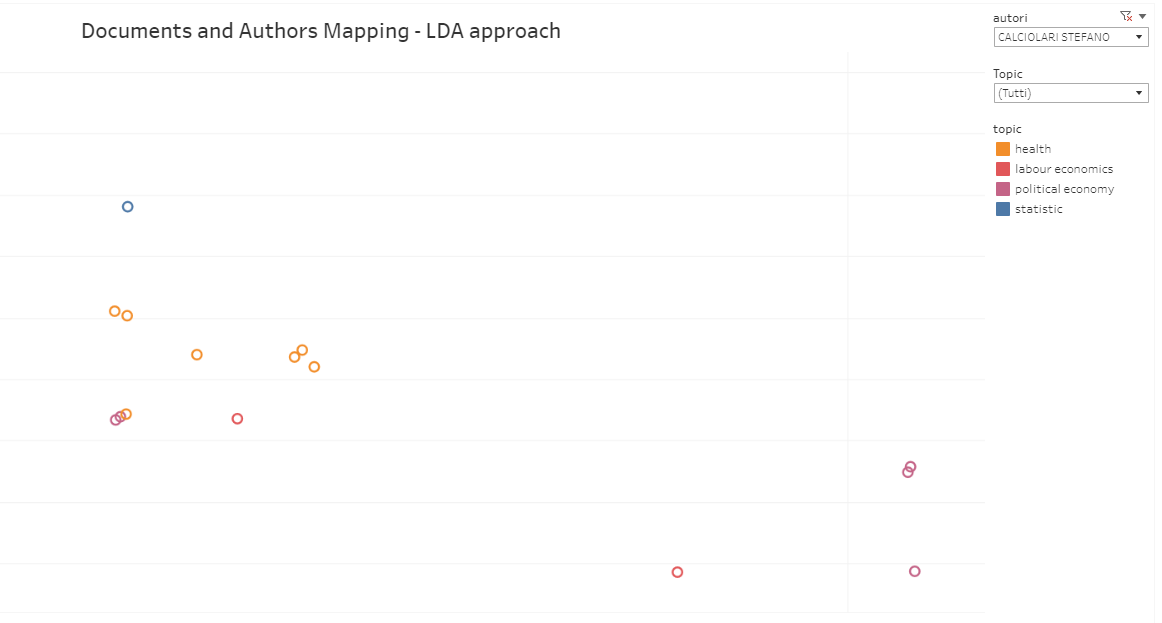 Documents and Authors Mapping - LDA approach
autori
CALCIOLARI STEFANO
Topic
(Tutti)
topic
health
labour economics
political economy
statistic